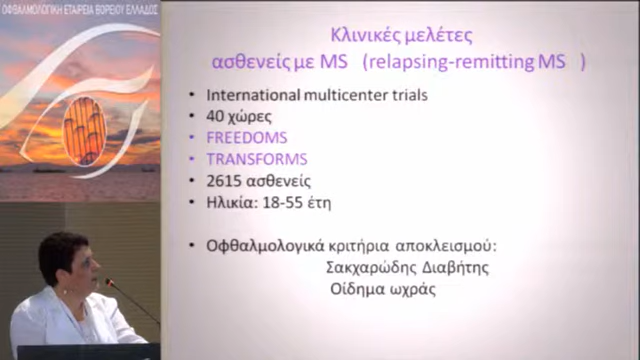 ΟΦΘΑΛΜΟΛΟΓΙΚΗ ΕΤΑΙΡΕΙΑ ΒΟΡΕΙΟΥ ΕΛΛΑΔΟΣ
Κλινικές μελέτες
ασθενείς με MS (relapsing-remitting MS )
• International multicenter trials
• 40 χώρες
• FREEDOMS
• TRANSFORMS
• 2615 ασθενείς
• Ηλικία: 18-55 έτη
• Οφθαλμολογικά κριτήρια αποκλεισμού:
Σακχαρώδης Διαβήτης
Οίδημα ωχράς